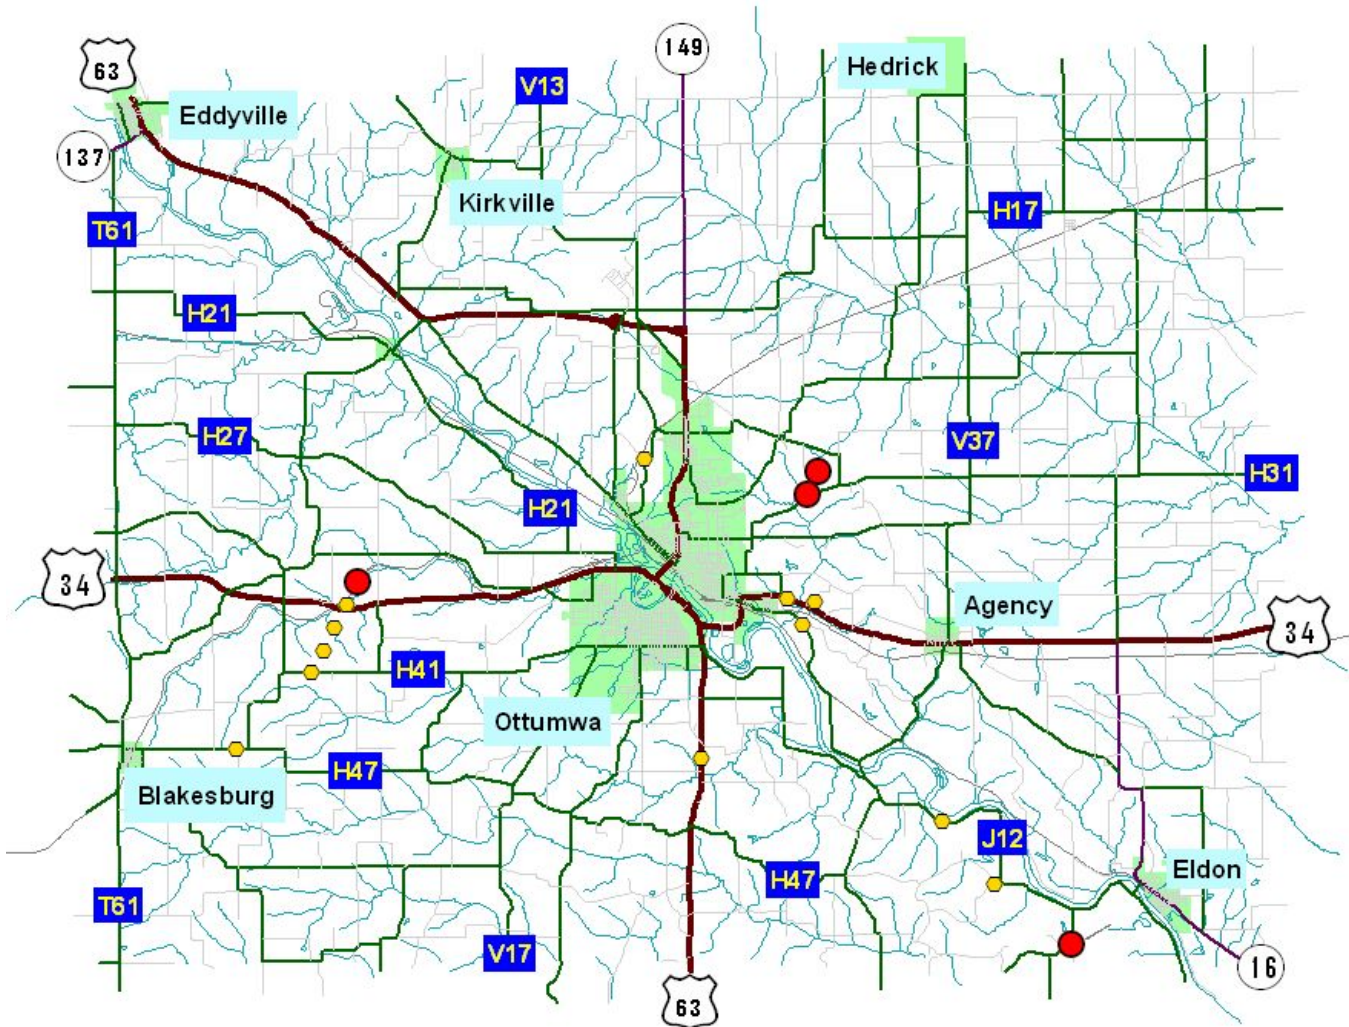 149
Hedrick
63
V13
Eddyville
137
Kirkville
H17
T61
H21
H27
V37
H31
H21
34
Agency
34
H41
Ottumwa
H47
Blakesburg
J12
Eldon
H47
T61
V17
16
63